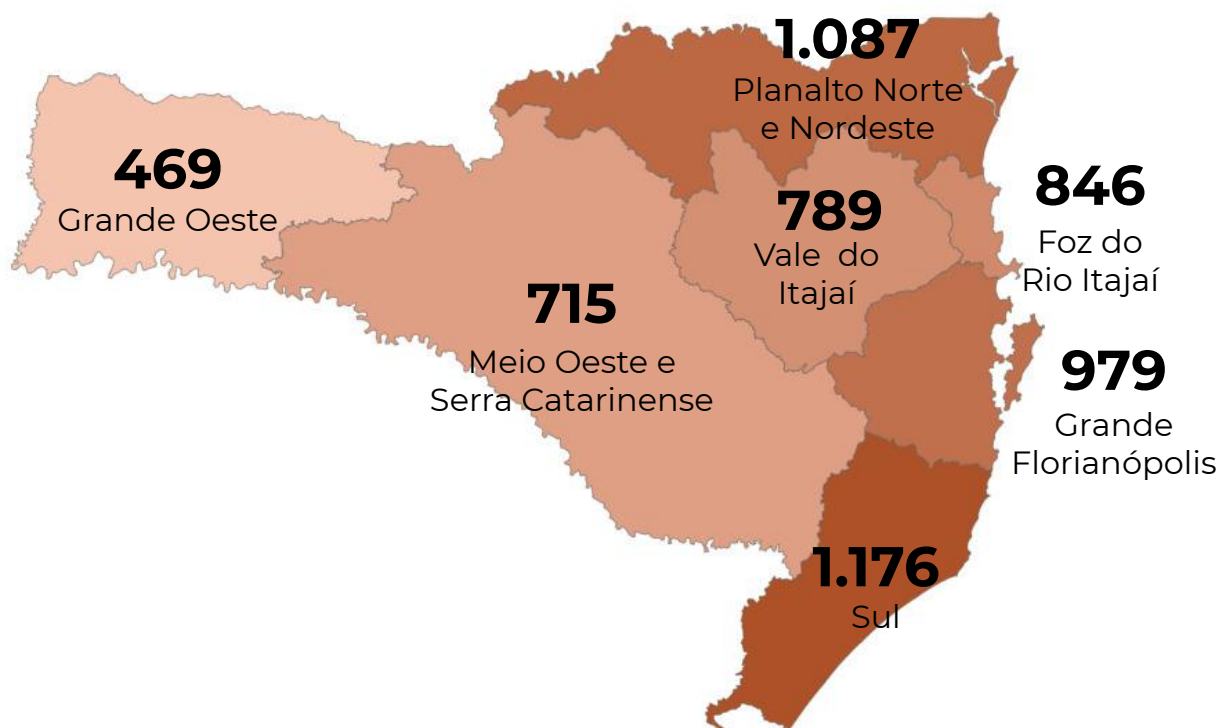 1.087
Planalto Norte
e Nordeste
469
Grande Oeste
789
Vale do
Itajaí
846
Foz do
Rio Itajaí
715
Meio Oeste e
Serra Catarinense
979
Grande
Florianópolis
1.176
Sul